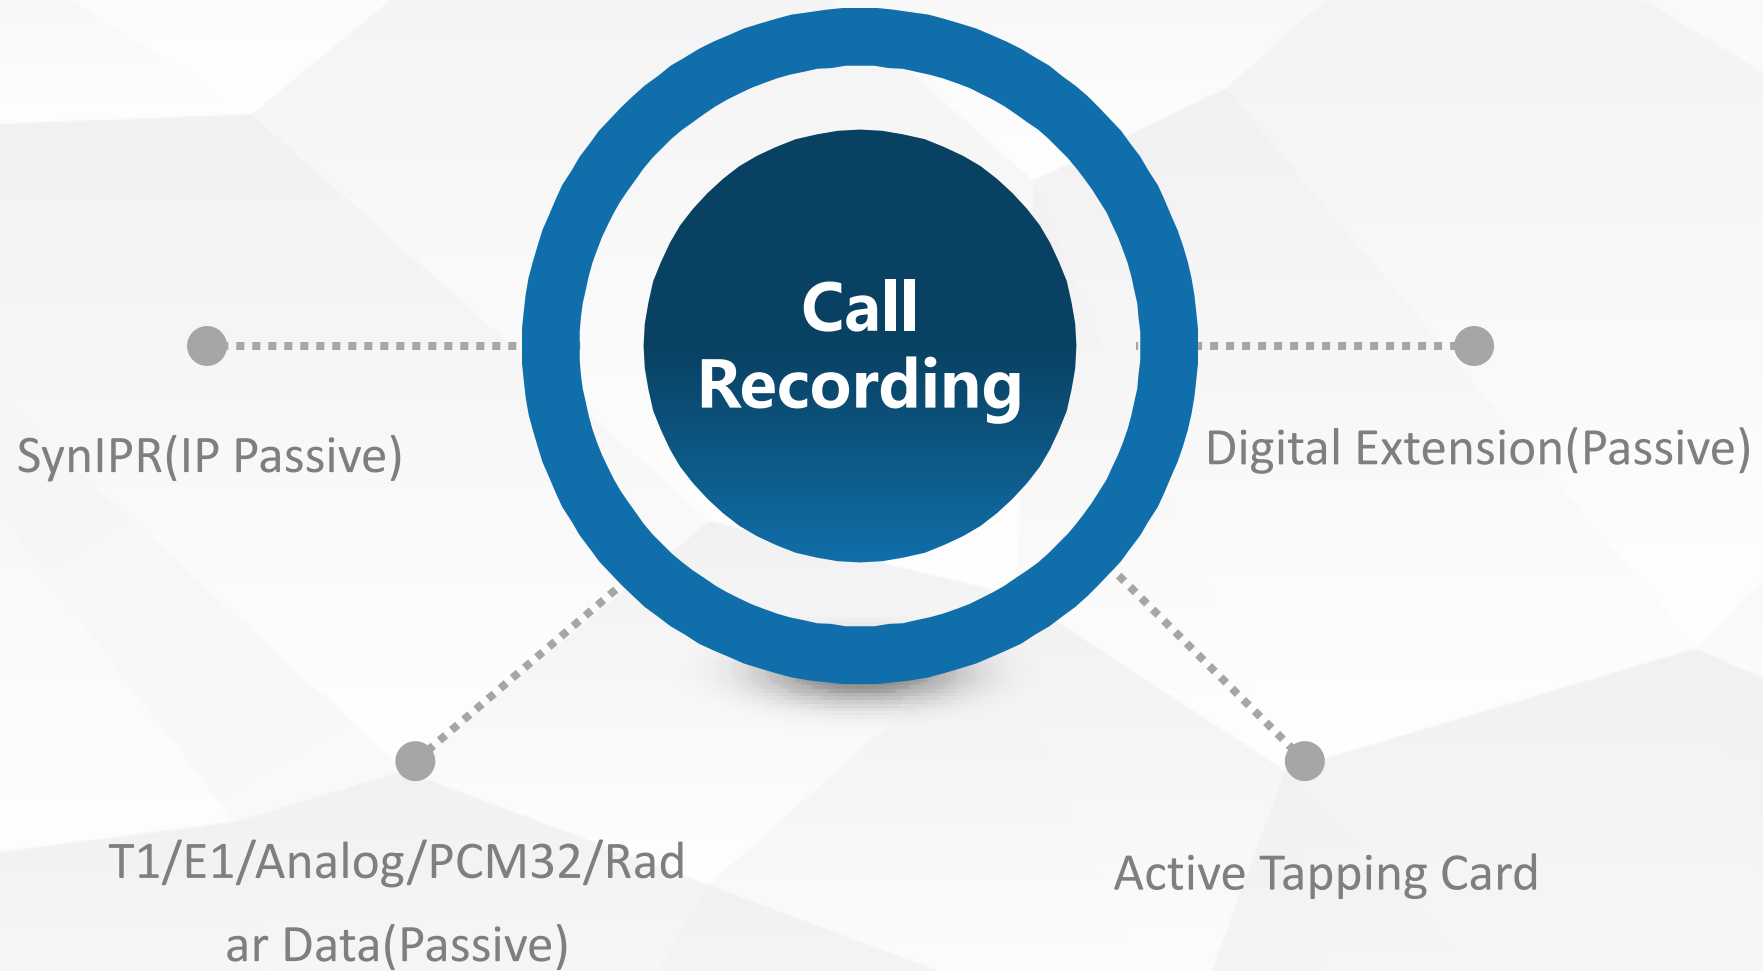 Call
Recording
SynIPR(IP Passive)
Digital Extension(Passive)
T1/E1/Analog/PCM32/Rad
ar Data(Passive)
Active Tapping Card